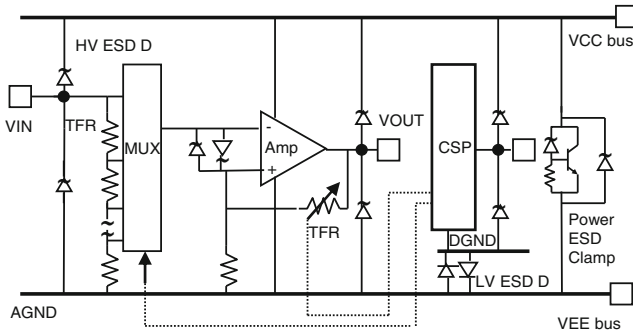 HV ESD D
VCC bus
VIN
TFR
MUX
-
Amp
+
VOUT
CSP
TFR
DGND
LV ESD D
Power
ESD
Clamp
AGND
VEE bus